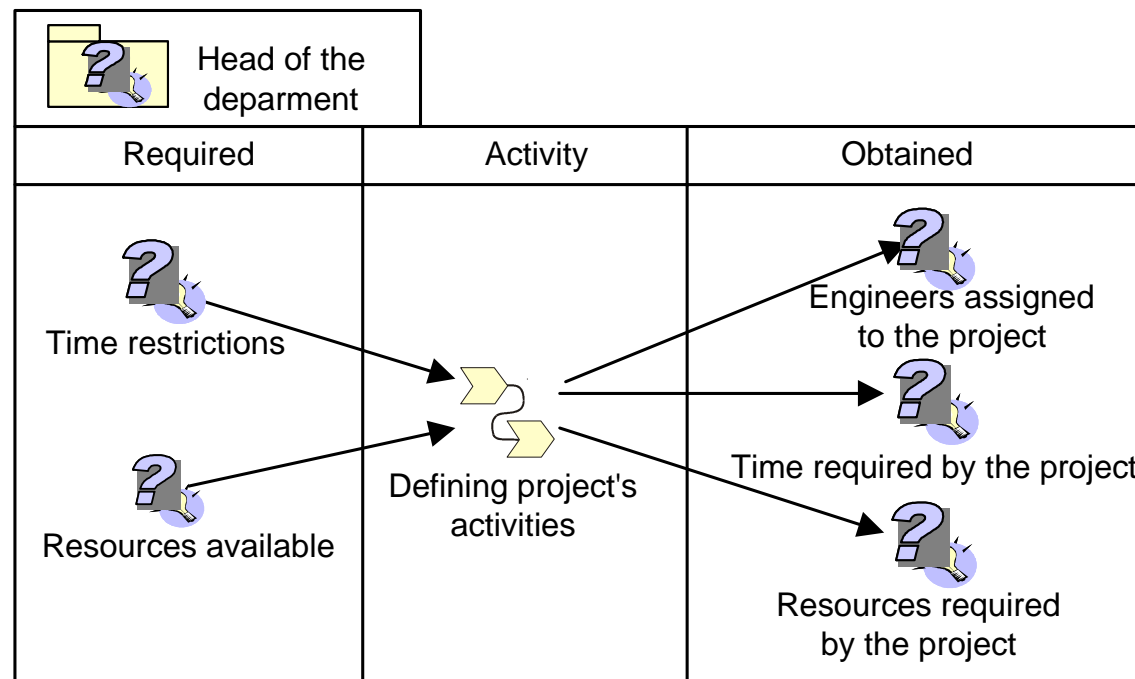 Head of the
deparment
Required
Activity
Obtained
Time restrictions
Resources available
Defining project's
activities
Engineers assigned
to the project
Time required by the project
Resources required
by the project